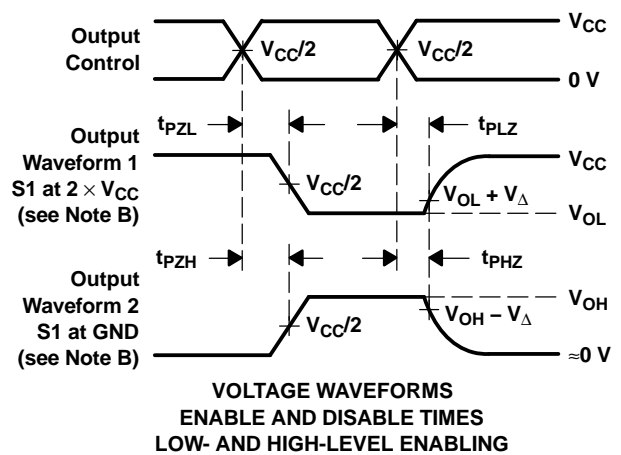 Output
Control
V_CC/2
V_CC/2
V_CC
0 V
t_PZL
t_PLZ
Output
Waveform 1
S1 at 2 × V_CC
(see Note B)
V_CC/2
V_CC
V_OL + V_Δ
V_OL
t_PZH
t_PHZ
Output
Waveform 2
S1 at GND
(see Note B)
V_CC/2
V_OH
V_OH − V_Δ
≈0 V
VOLTAGE WAVEFORMS
ENABLE AND DISABLE TIMES
LOW- AND HIGH-LEVEL ENABLING